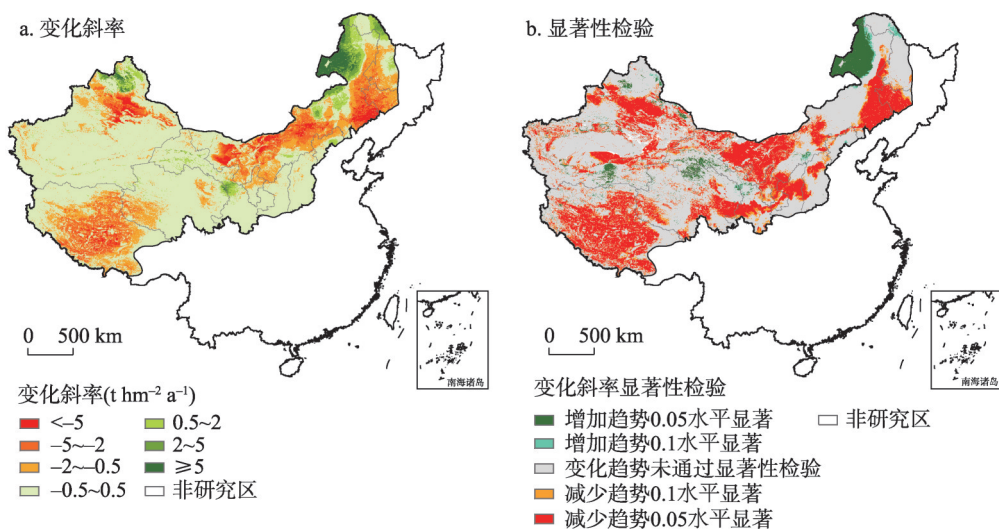 a. 变化斜率
0 500 km
南海诸岛
变化斜率(t hm⁻² a⁻¹)
<–5
–5~–2
–2~–0.5
–0.5~0.5
0.5~2
2~5
≥5
非研究区
b. 显著性检验
0 500 km
南海诸岛
变化斜率显著性检验
增加趋势0.05水平显著
增加趋势0.1水平显著
变化趋势未通过显著性检验
减少趋势0.1水平显著
减少趋势0.05水平显著
非研究区